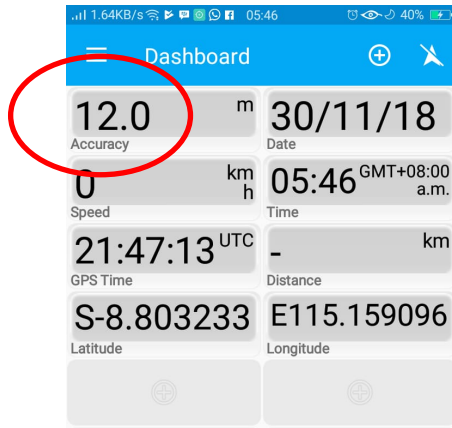 1.64KB/s 05:46 40%
Dashboard
12.0 m
Accuracy
30/11/18
Date
0 km
h
Speed
05:46 GMT+08:00
a.m.
Time
21:47:13 UTC
GPS Time
- km
Distance
S-8.803233
Latitude
E115.159096
Longitude